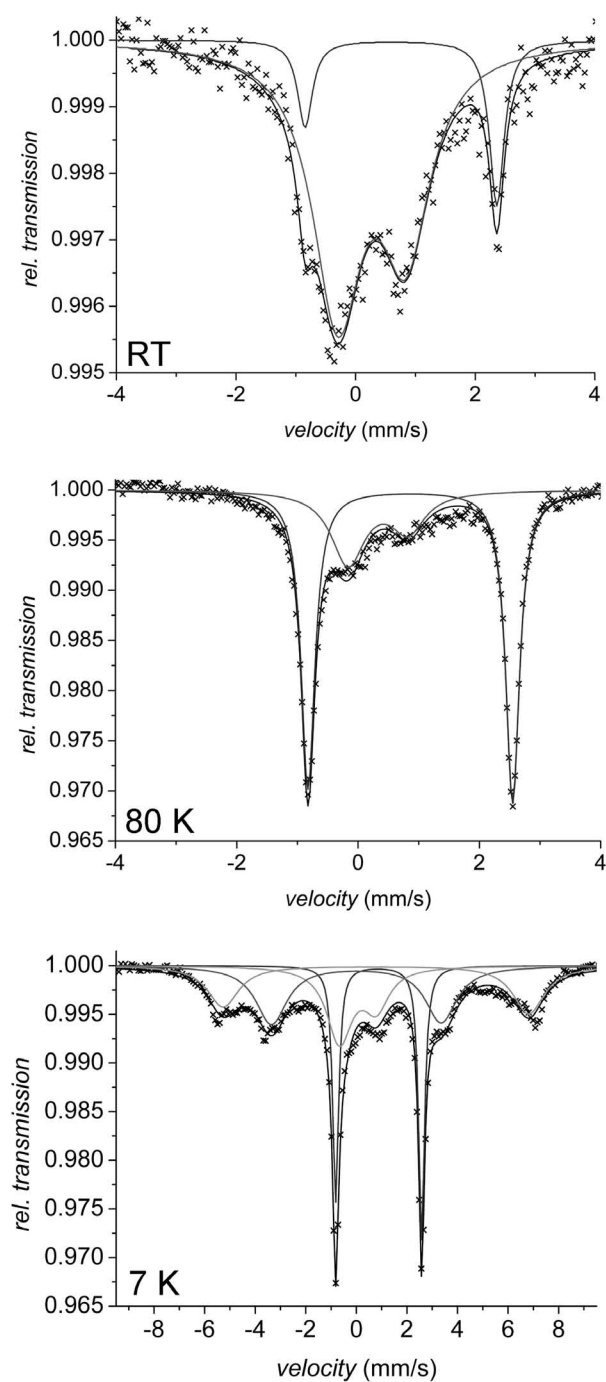 1.000
0.999
0.998
0.997
0.996
0.995
rel. transmission
RT
-4 -2 0 2 4
velocity (mm/s)
1.000
0.995
0.990
0.985
0.980
0.975
0.970
0.965
rel. transmission
80 K
-4 -2 0 2 4
velocity (mm/s)
1.000
0.995
0.990
0.985
0.980
0.975
0.970
0.965
rel. transmission
7 K
-8 -6 -4 -2 0 2 4 6 8
velocity (mm/s)